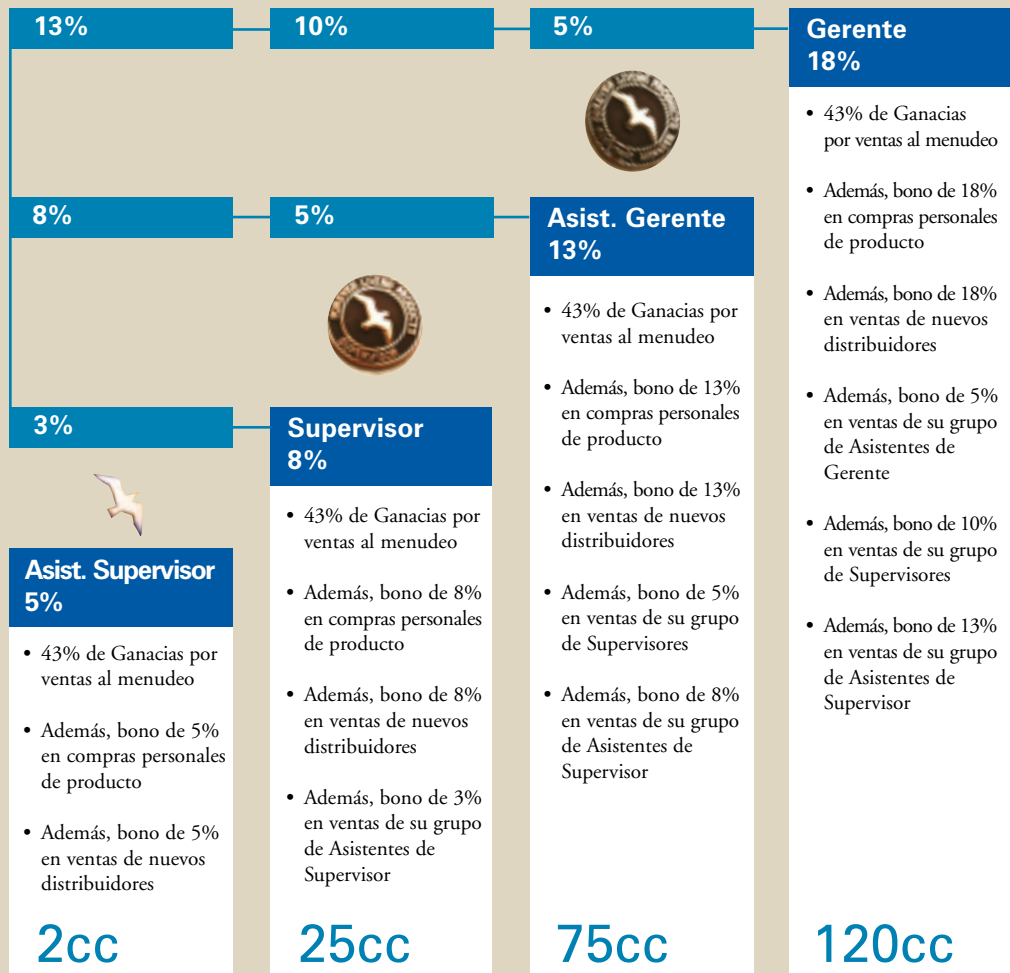 13%
10%
5%
Gerente
18%
• 43% de Ganacias
por ventas al menudeo
• Además, bono de 18%
en compras personales
de producto
• Además, bono de 18%
en ventas de nuevos
distribuidores
• Además, bono de 5%
en ventas de su grupo
de Asistentes de
Gerente
• Además, bono de 10%
en ventas de su grupo
de Supervisores
• Además, bono de 13%
en ventas de su grupo
de Asistentes de
Supervisor
120cc
8%
5%
Asist. Gerente
13%
• 43% de Ganacias por
ventas al menudeo
• Además, bono de 13%
en compras personales
de producto
• Además, bono de 13%
en ventas de nuevos
distribuidores
• Además, bono de 5%
en ventas de su grupo
de Supervisores
• Además, bono de 8%
en ventas de su grupo
de Asistentes de
Supervisor
75cc
3%
Supervisor
8%
• 43% de Ganacias por
ventas al menudeo
• Además, bono de 8%
en compras personales
de producto
• Además, bono de 8%
en ventas de nuevos
distribuidores
• Además, bono de 3%
en ventas de su grupo
de Asistentes de
Supervisor
25cc
Asist. Supervisor
5%
• 43% de Ganacias por
ventas al menudeo
• Además, bono de 5%
en compras personales
de producto
• Además, bono de 5%
en ventas de nuevos
distribuidores
2cc